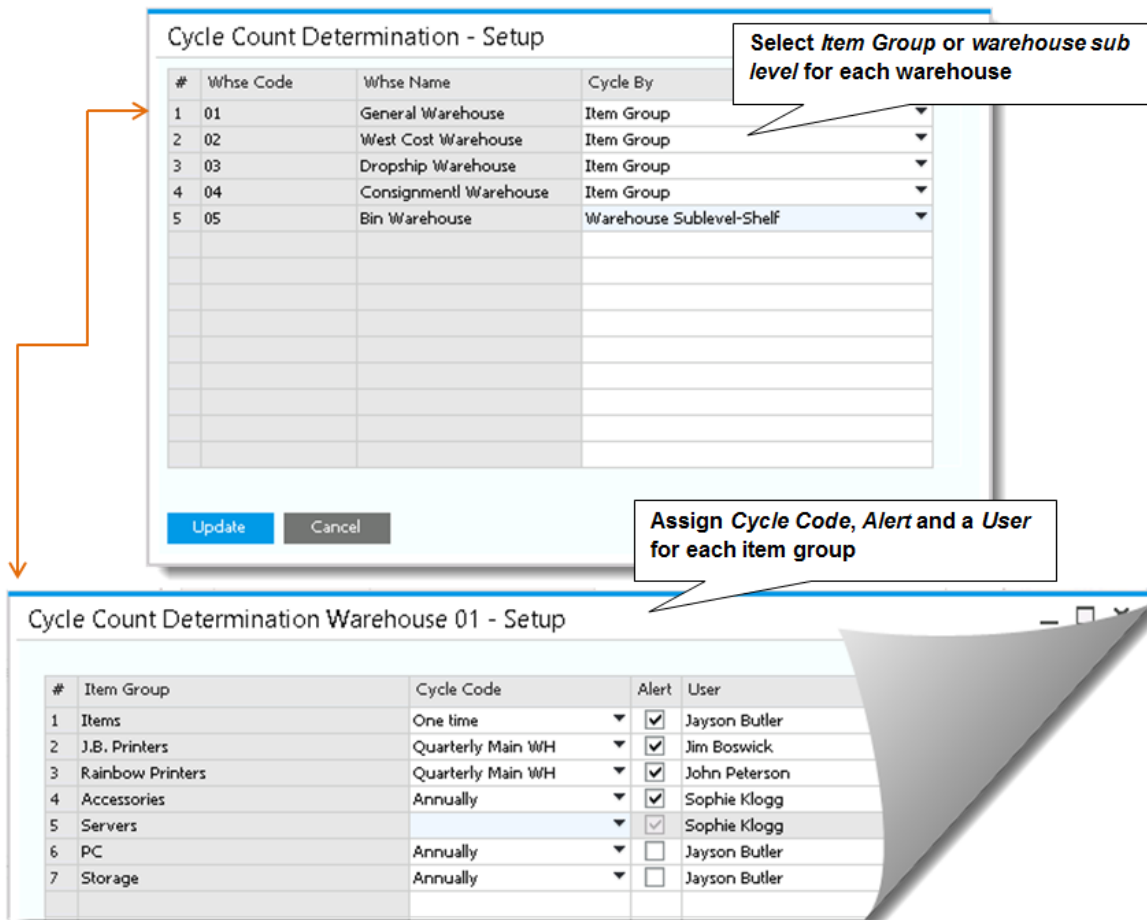 Cycle Count Determination - Setup
Select Item Group or warehouse sub
level for each warehouse
# Whse Code Whse Name Cycle By
1 01 General Warehouse Item Group
2 02 West Cost Warehouse Item Group
3 03 Dropship Warehouse Item Group
4 04 Consignmentl Warehouse Item Group
5 05 Bin Warehouse Warehouse Sublevel-Shelf
Update Cancel
Assign Cycle Code, Alert and a User
for each item group
Cycle Count Determination Warehouse 01 - Setup
# Item Group Cycle Code Alert User
1 Items One time Jayson Butler
2 J.B. Printers Quarterly Main WH Jim Boswick
3 Rainbow Printers Quarterly Main WH John Peterson
4 Accessories Annually Sophie Klogg
5 Servers Sophie Klogg
6 PC Annually Jayson Butler
7 Storage Annually Jayson Butler